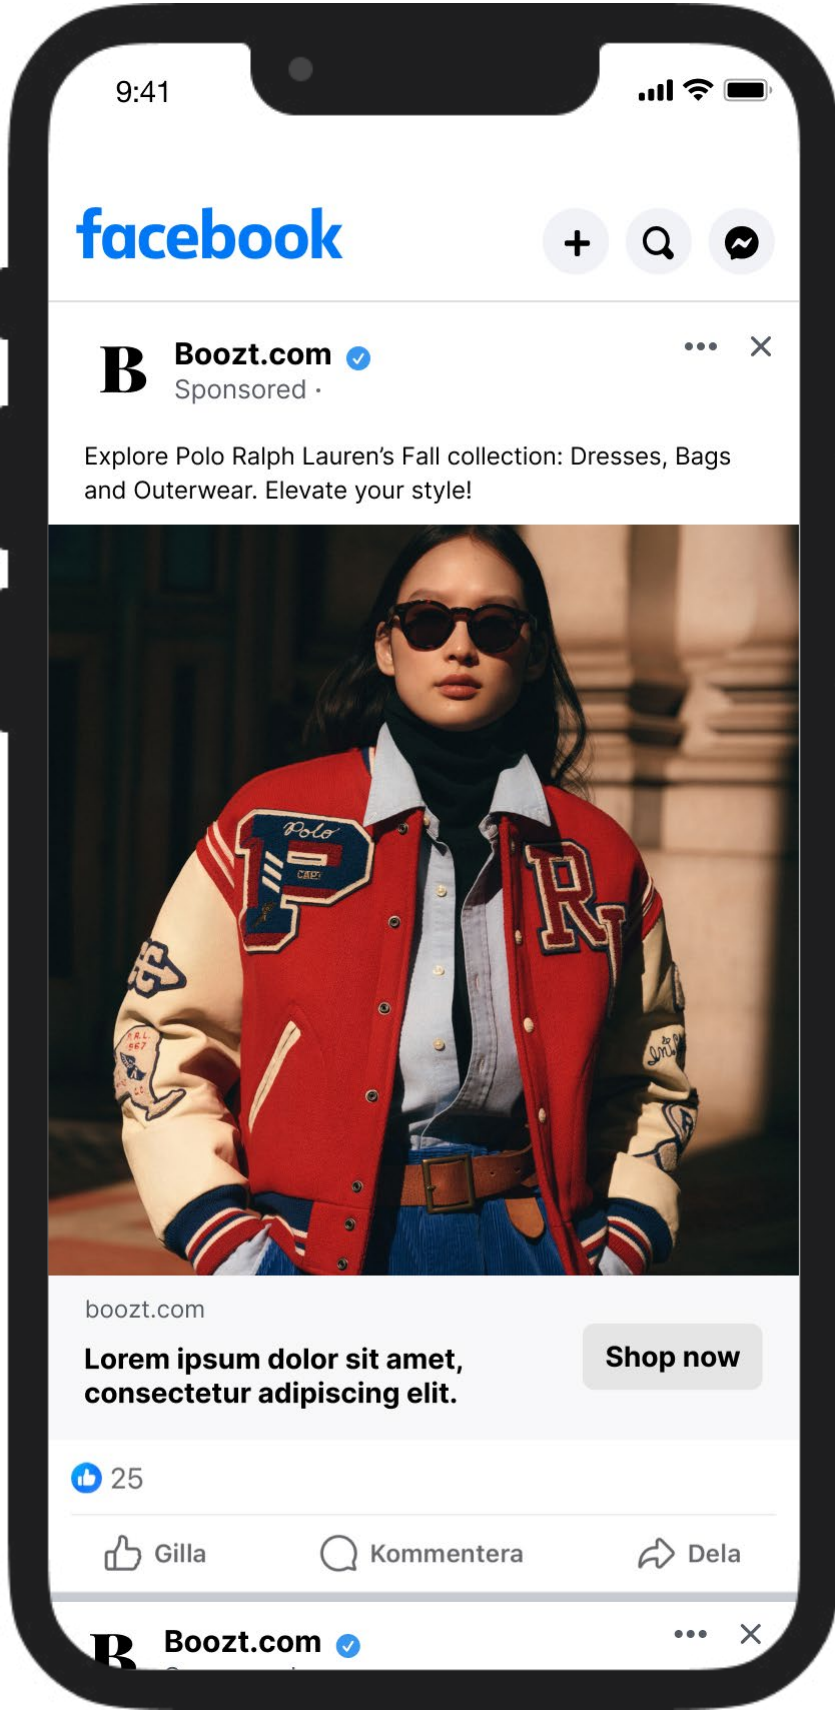 9:41
facebook
B
Boozt.com
Sponsored ·
Explore Polo Ralph Lauren’s Fall collection: Dresses, Bags
and Outerwear. Elevate your style!
Polo
P
R
P.R.L.
1967
boozt.com
Lorem ipsum dolor sit amet,
consectetur adipiscing elit.
Shop now
25
Gilla
Kommentera
Dela
B
Boozt.com